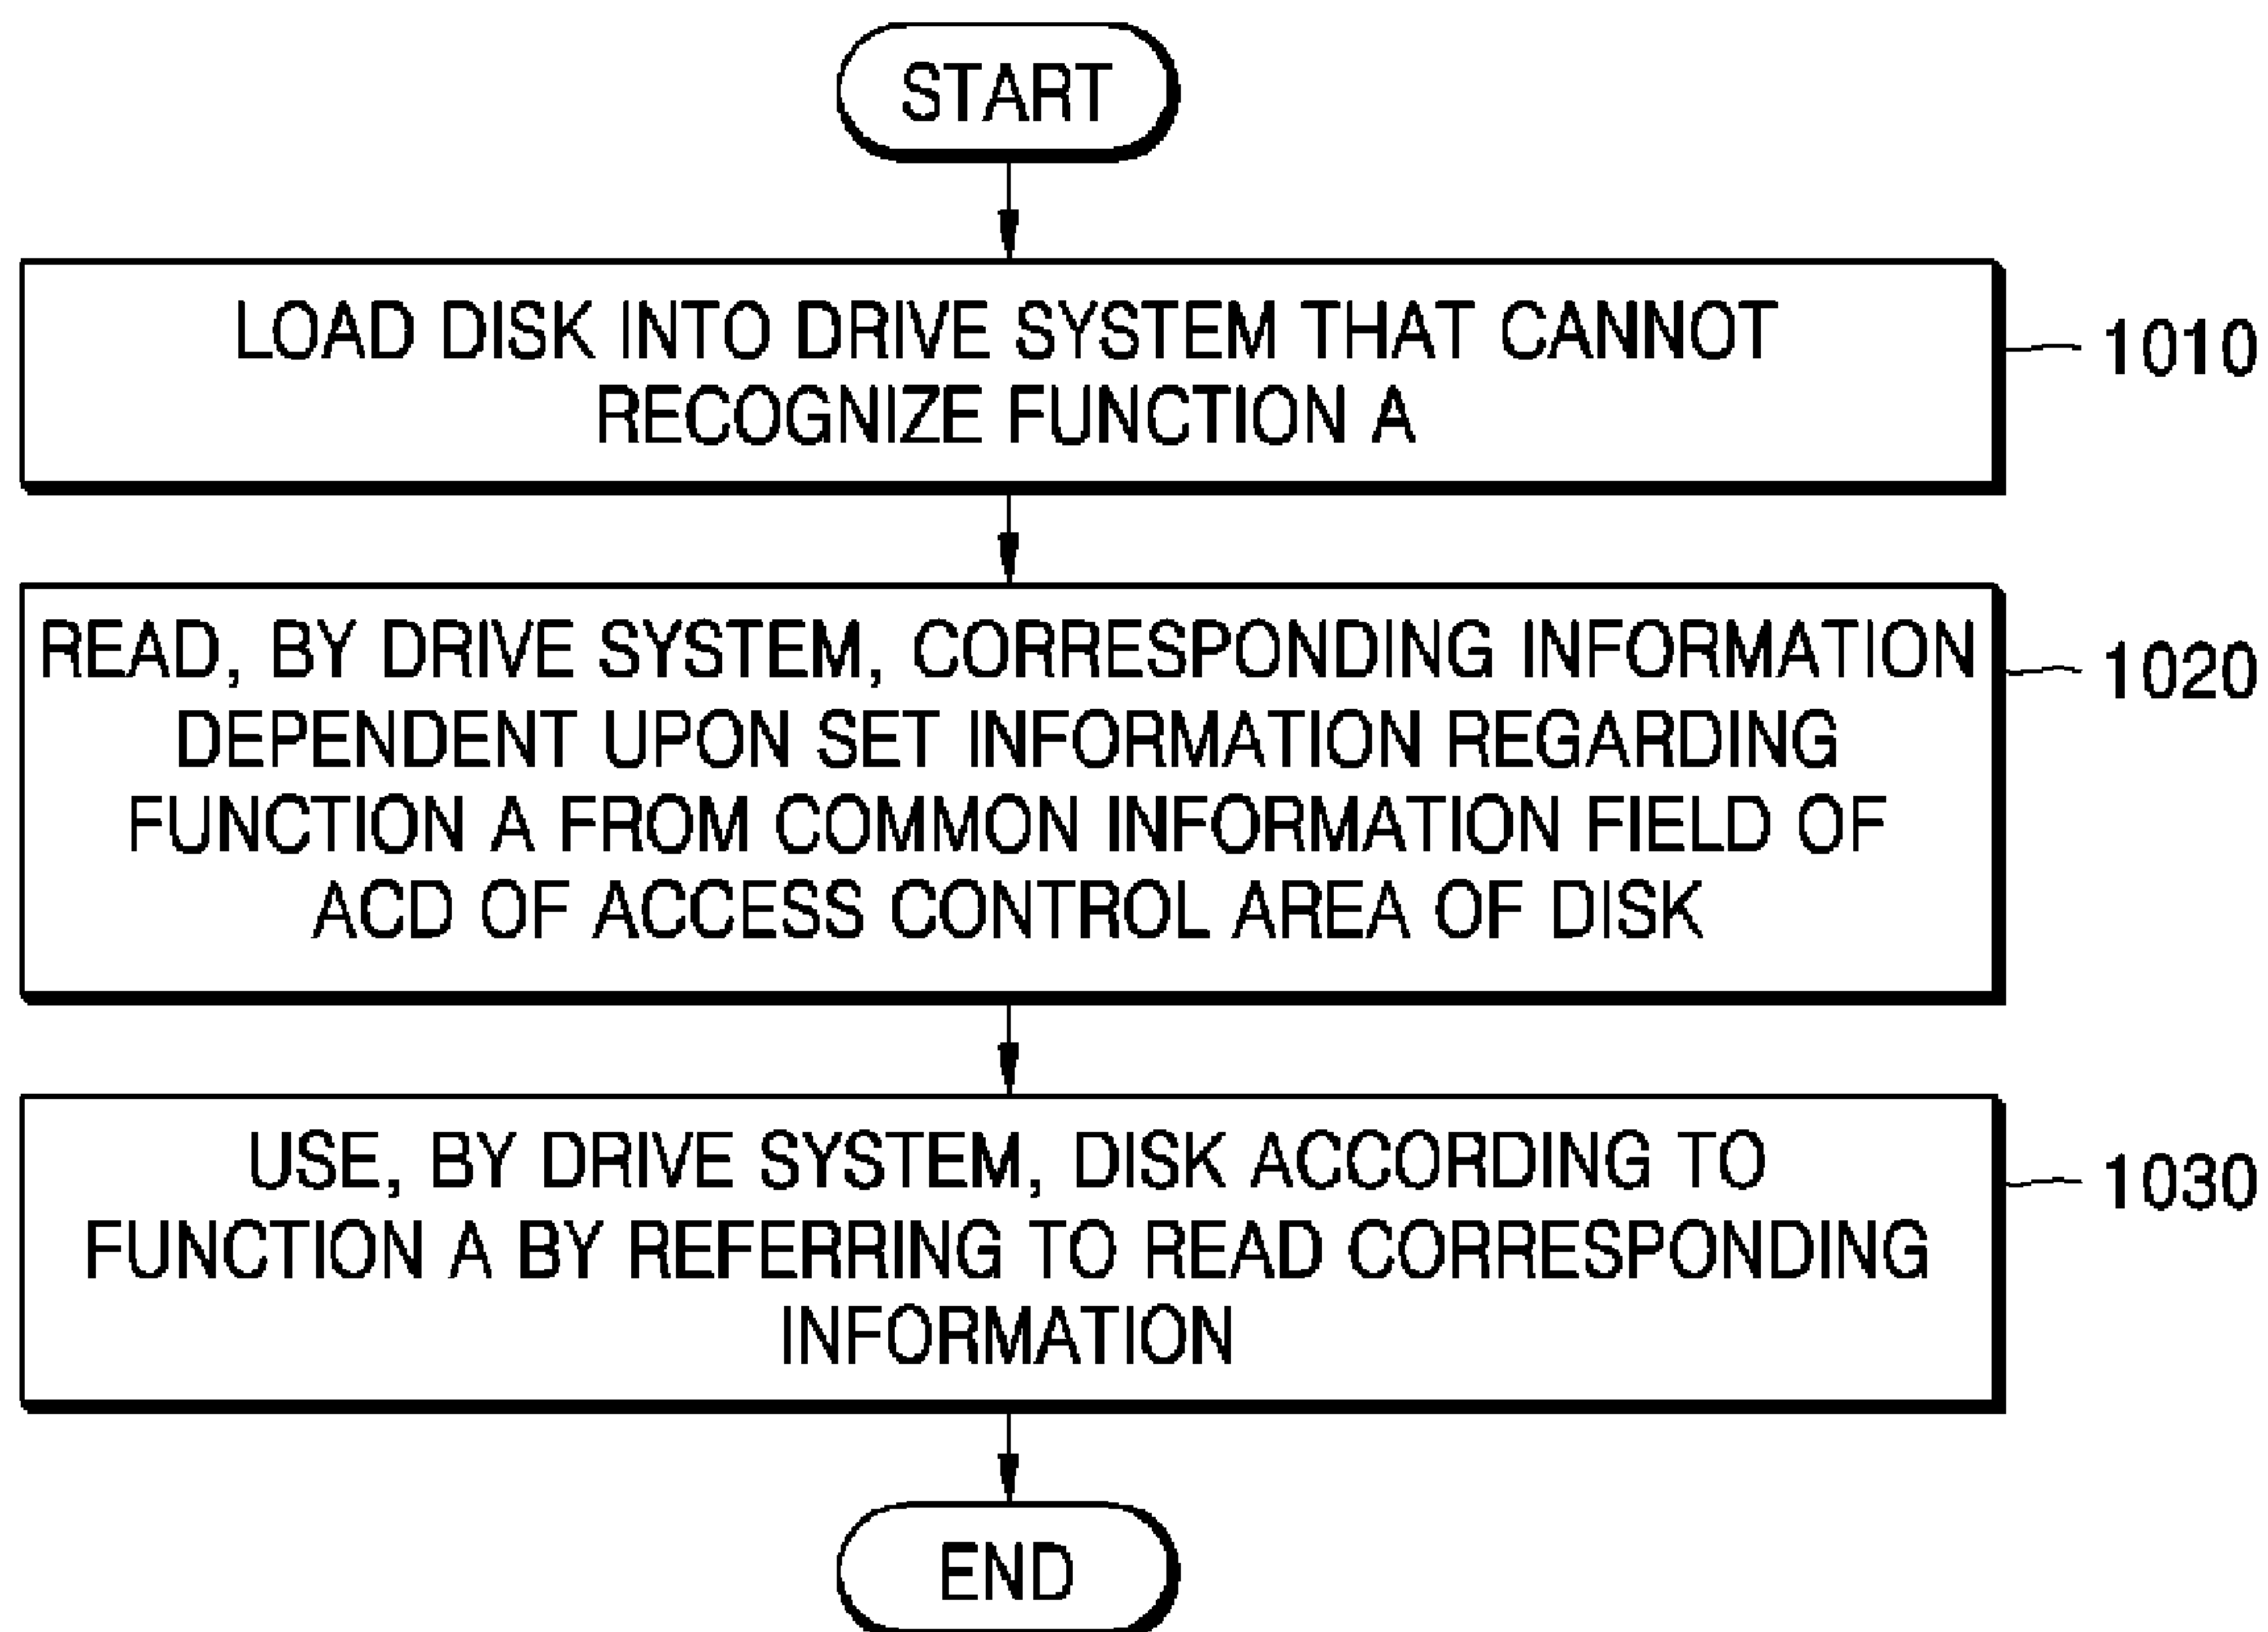 START
LOAD DISK INTO DRIVE SYSTEM THAT CANNOT
RECOGNIZE FUNCTION A
1010
READ, BY DRIVE SYSTEM, CORRESPONDING INFORMATION
DEPENDENT UPON SET INFORMATION REGARDING
FUNCTION A FROM COMMON INFORMATION FIELD OF
ACD OF ACCESS CONTROL AREA OF DISK
1020
USE, BY DRIVE SYSTEM, DISK ACCORDING TO
FUNCTION A BY REFERRING TO READ CORRESPONDING
INFORMATION
1030
END